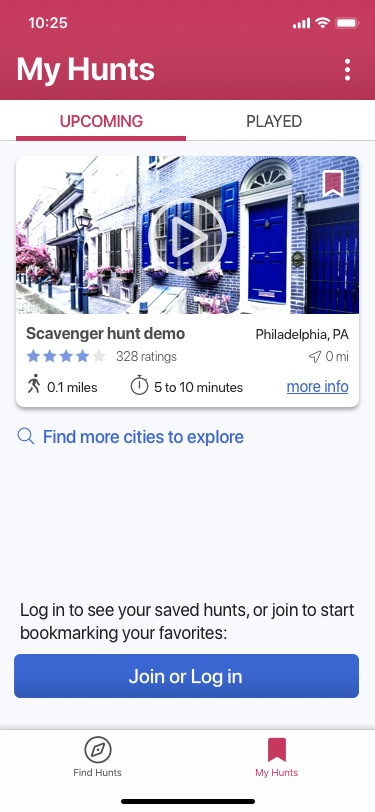 10:25
My Hunts
UPCOMING
PLAYED
Scavenger hunt demo
Philadelphia, PA
328 ratings
0 mi
0.1 miles
5 to 10 minutes
more info
Find more cities to explore
Log in to see your saved hunts, or join to start
bookmarking your favorites:
Join or Log in
Find Hunts
My Hunts